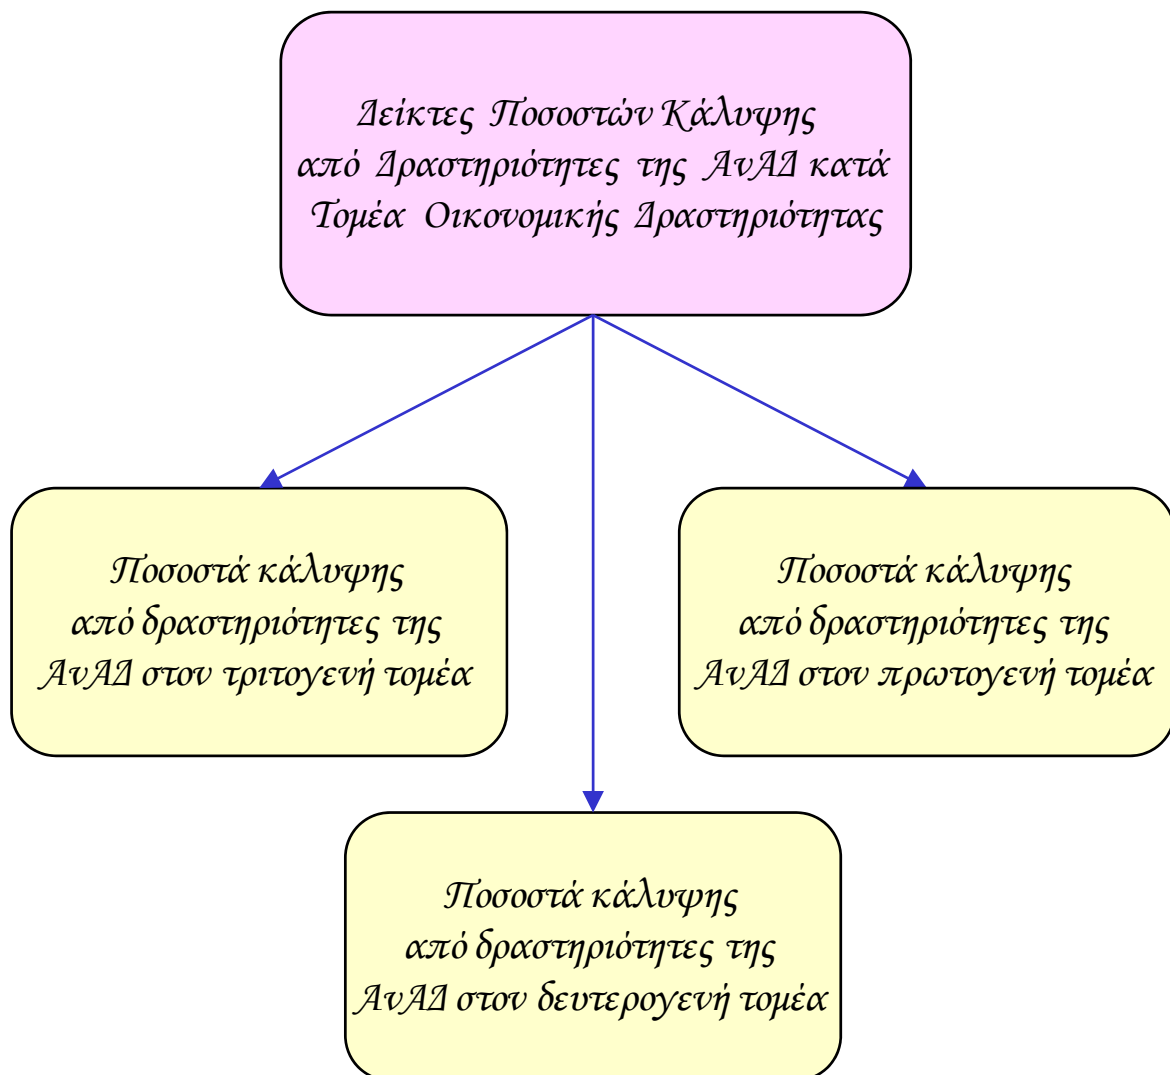 Δείκτες Ποσοστών Κάλυψης
από Δραστηριότητες της ΑνΑΔ κατά
Τομέα Οικονομικής Δραστηριότητας
Ποσοστά κάλυψης
από δραστηριότητες της
ΑνΑΔ στον τριτογενή τομέα
Ποσοστά κάλυψης
από δραστηριότητες της
ΑνΑΔ στον πρωτογενή τομέα
Ποσοστά κάλυψης
από δραστηριότητες της
ΑνΑΔ στον δευτερογενή τομέα